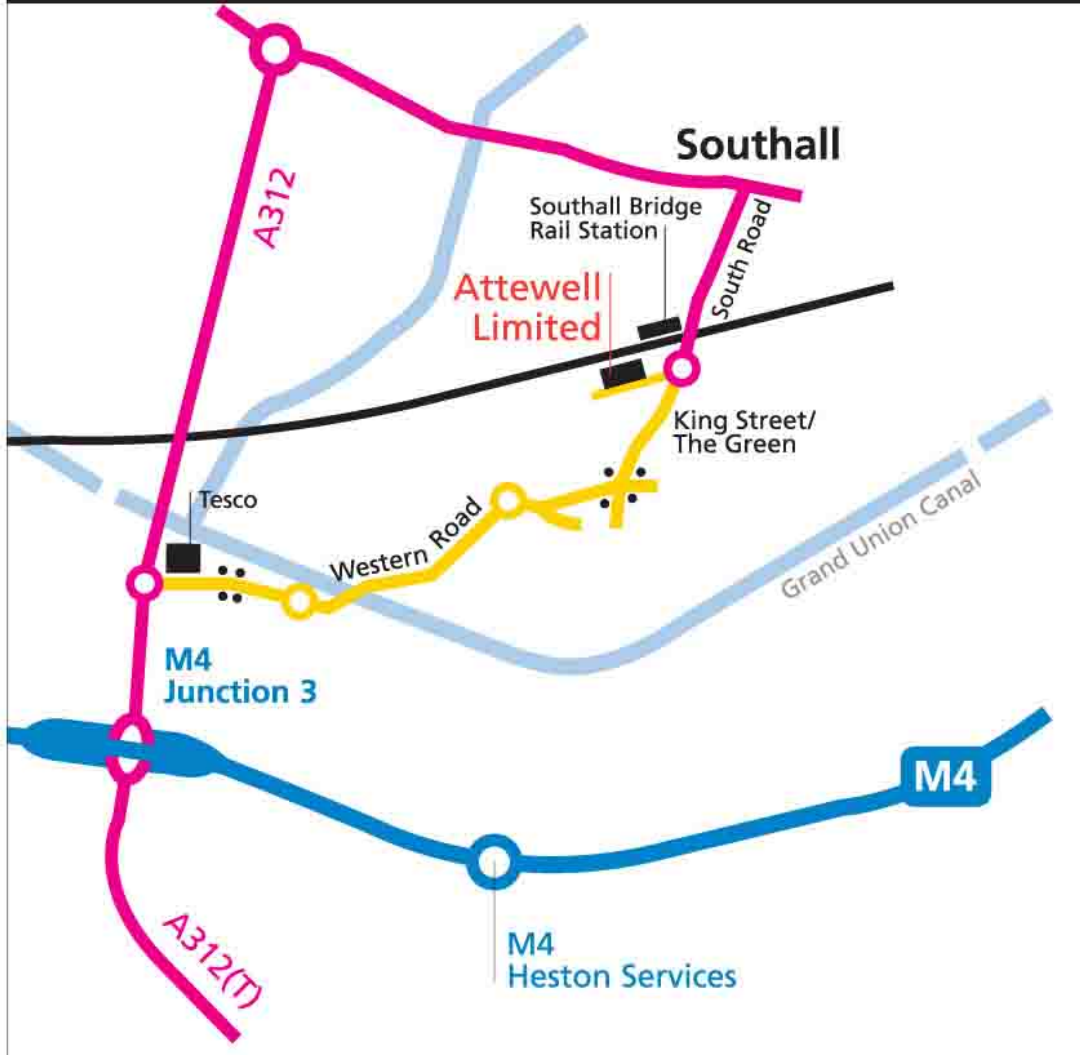 Southall
A312
Southall Bridge
Rail Station
South Road
Attewell
Limited
King Street/
The Green
Tesco
Western Road
Grand Union Canal
M4
Junction 3
M4
M4
Heston Services
A312(T)